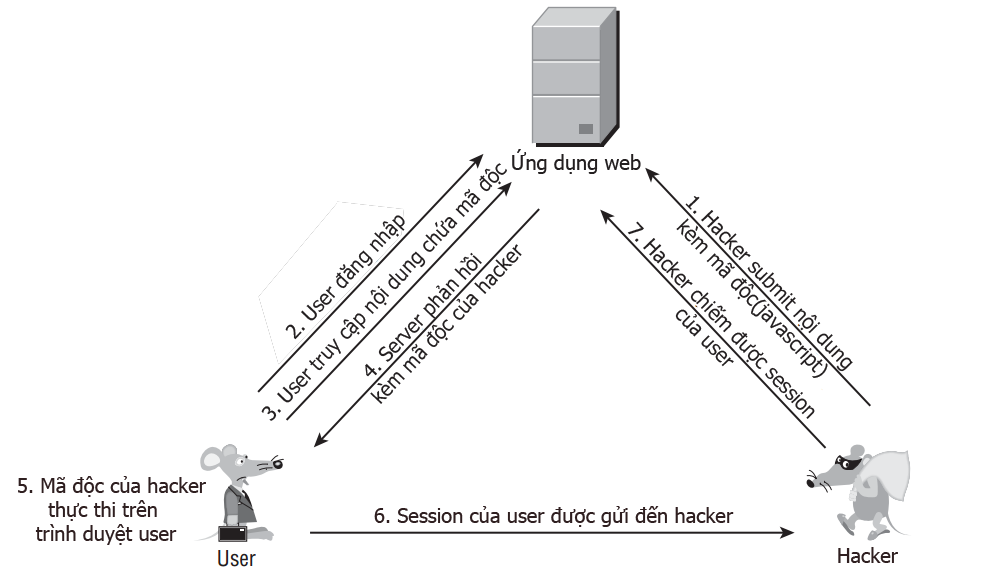 Ứng dụng web
1. Hacker submit nội dung
kèm mã độc(javascript)
2. User đăng nhập
3. User truy cập nội dung chứa mã độc
4. Server phản hồi
kèm mã độc của hacker
5. Mã độc của hacker
thực thi trên
trình duyệt user
6. Session của user được gửi đến hacker
7. Hacker chiếm được session
của user
User
Hacker